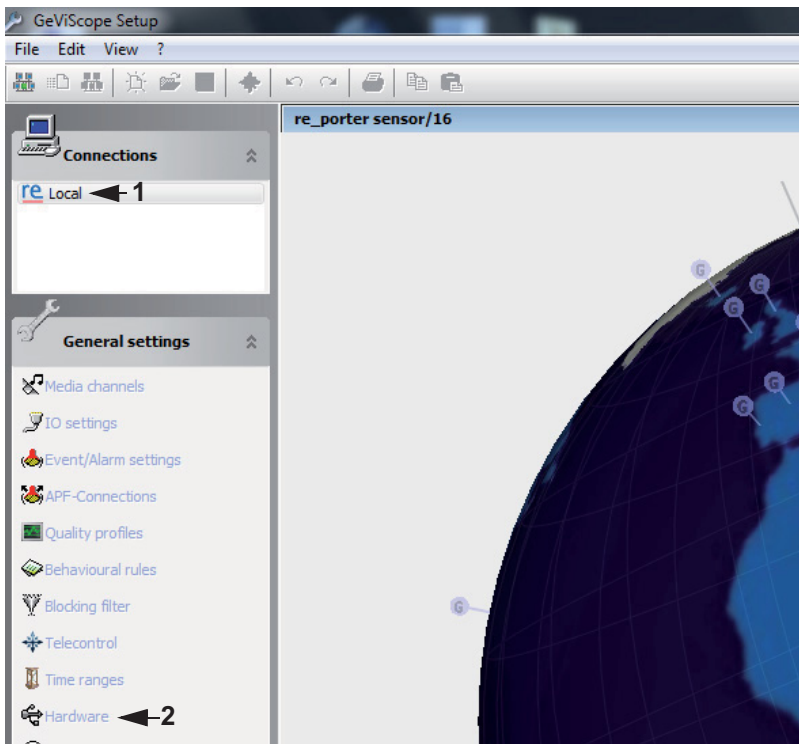 GeViScope Setup
File Edit View ?
re_porter sensor/16
Connections
re Local 1
General settings
Media channels
IO settings
Event/Alarm settings
APF-Connections
Quality profiles
Behavioural rules
Blocking filter
Telecontrol
Time ranges
Hardware 2
G
G
G
G
G
G